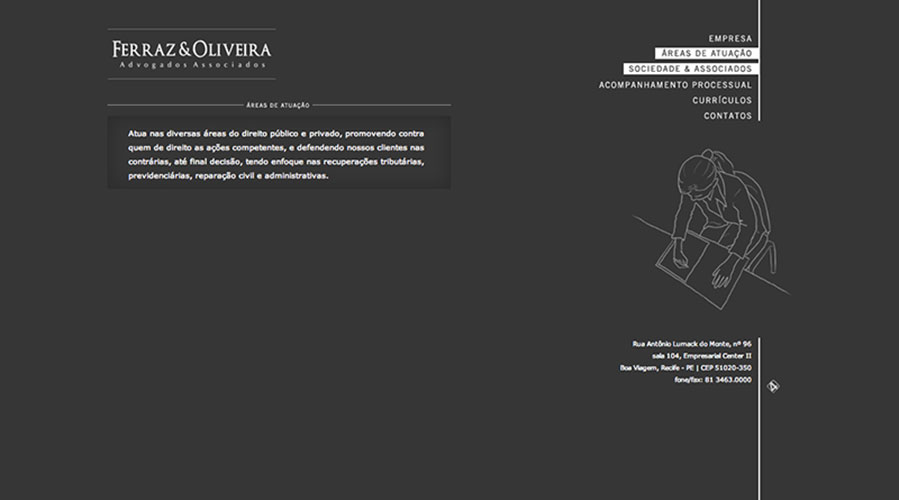 FERRAZ & OLIVEIRA
Advogados Associados
ÁREAS DE ATUAÇÃO
Atua nas diversas áreas do direito público e privado, promovendo contra
quem de direito as ações competentes, e defendendo nossos clientes nas
contrárias, até final decisão, tendo enfoque nas recuperações tributárias,
previdenciárias, reparação civil e administrativas.
EMPRESA
ÁREAS DE ATUAÇÃO
SOCIEDADE & ASSOCIADOS
ACOMPANHAMENTO PROCESSUAL
CURRÍCULOS
CONTATOS
Rua Antônio Lumack do Monte, nº 96
sala 104, Empresarial Center II
Boa Viagem, Recife - PE | CEP 51020-350
fone/fax: 81 3463.0000